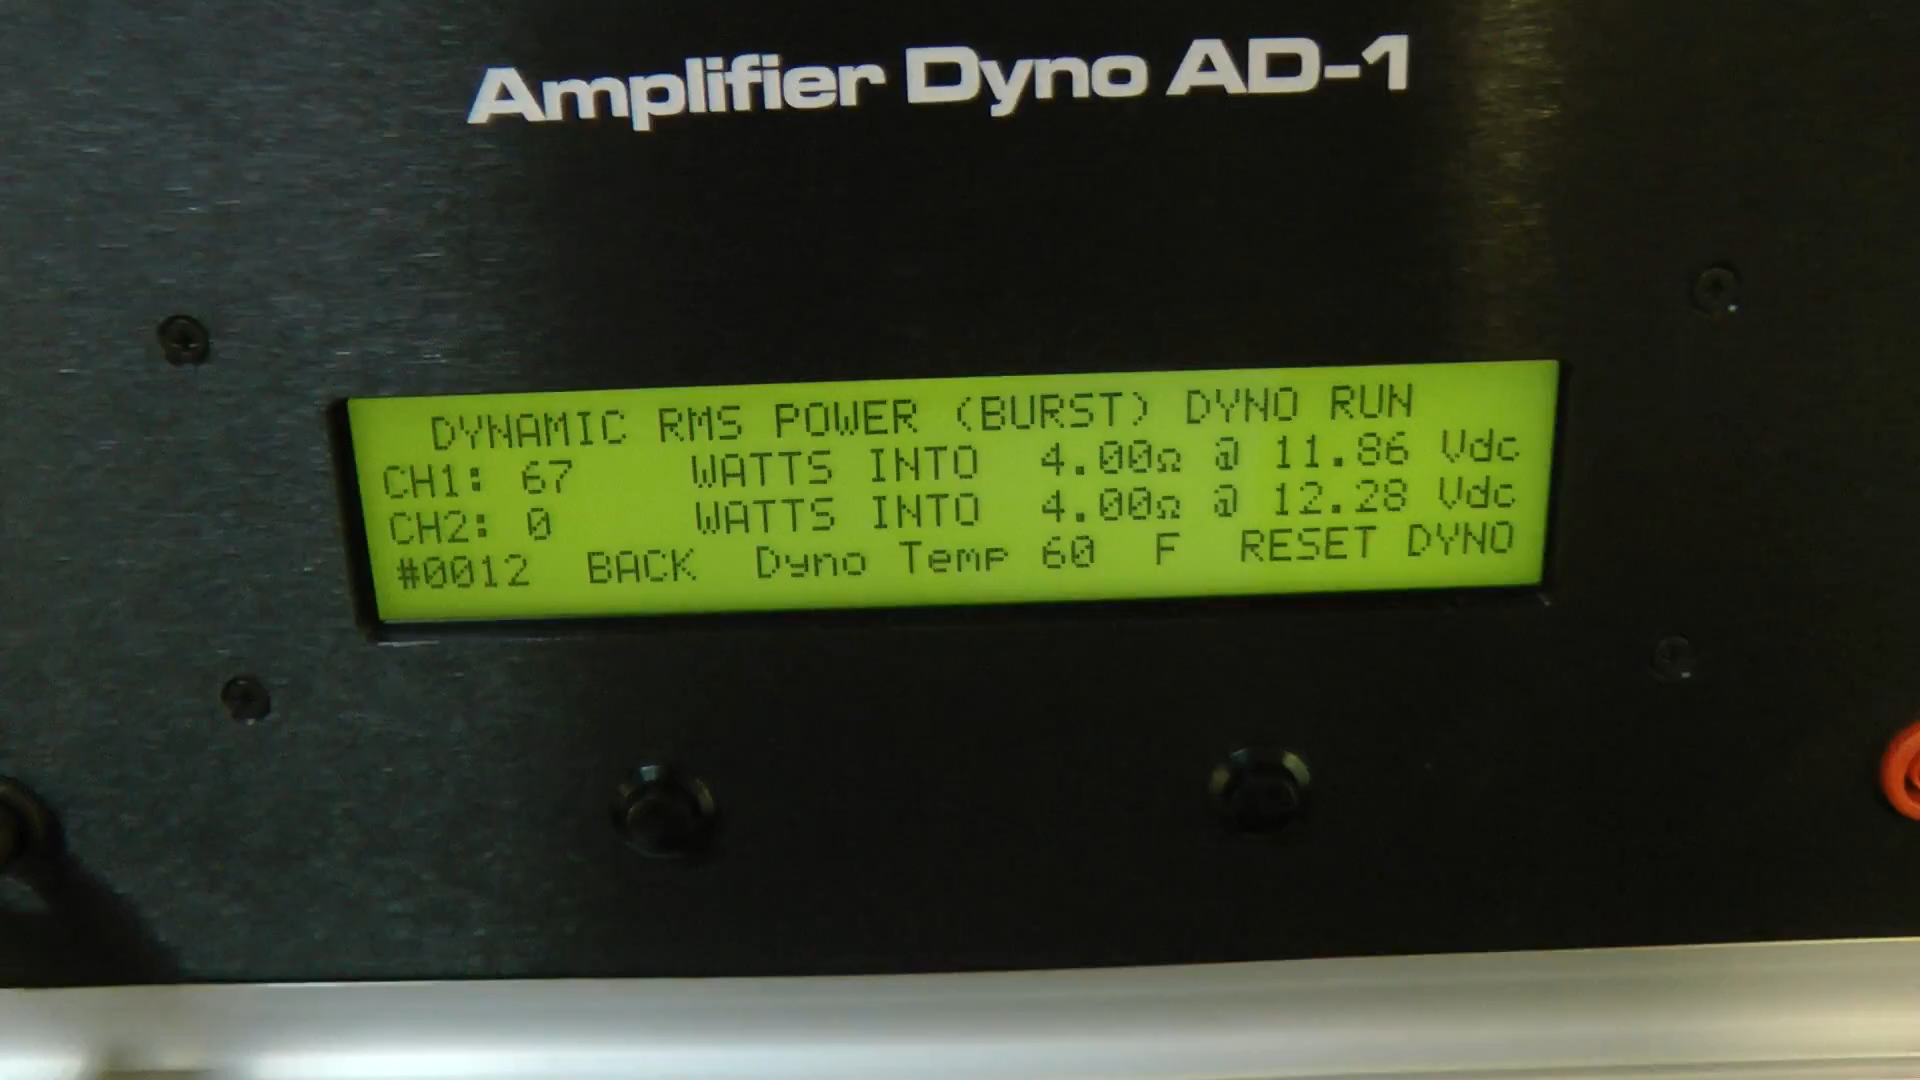 Amplifier Dyno AD-1
DYNAMIC RMS POWER (BURST) DYNO RUN
CH1: 67 WATTS INTO 4.00Ω @ 11.86 Vdc
CH2: 0 WATTS INTO 4.00Ω @ 12.28 Vdc
#0012 BACK Dyno Temp 60 F RESET DYNO